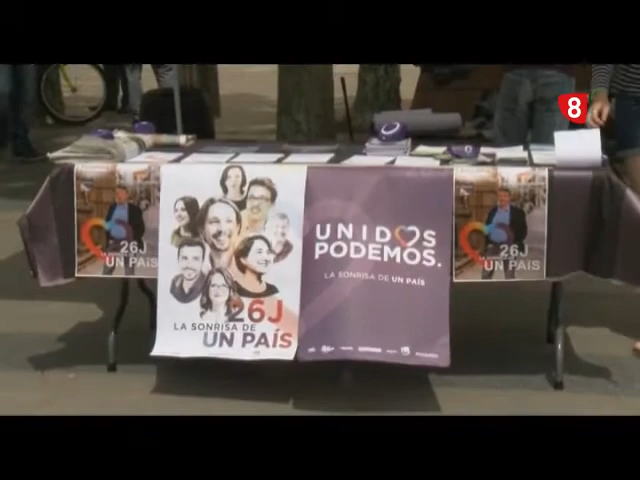 8
26J
UN PAÍS
26J
LA SONRISA DE
UN PAÍS
UNIDOS
PODEMOS.
LA SONRISA DE UN PAÍS
26J
UN PAÍS